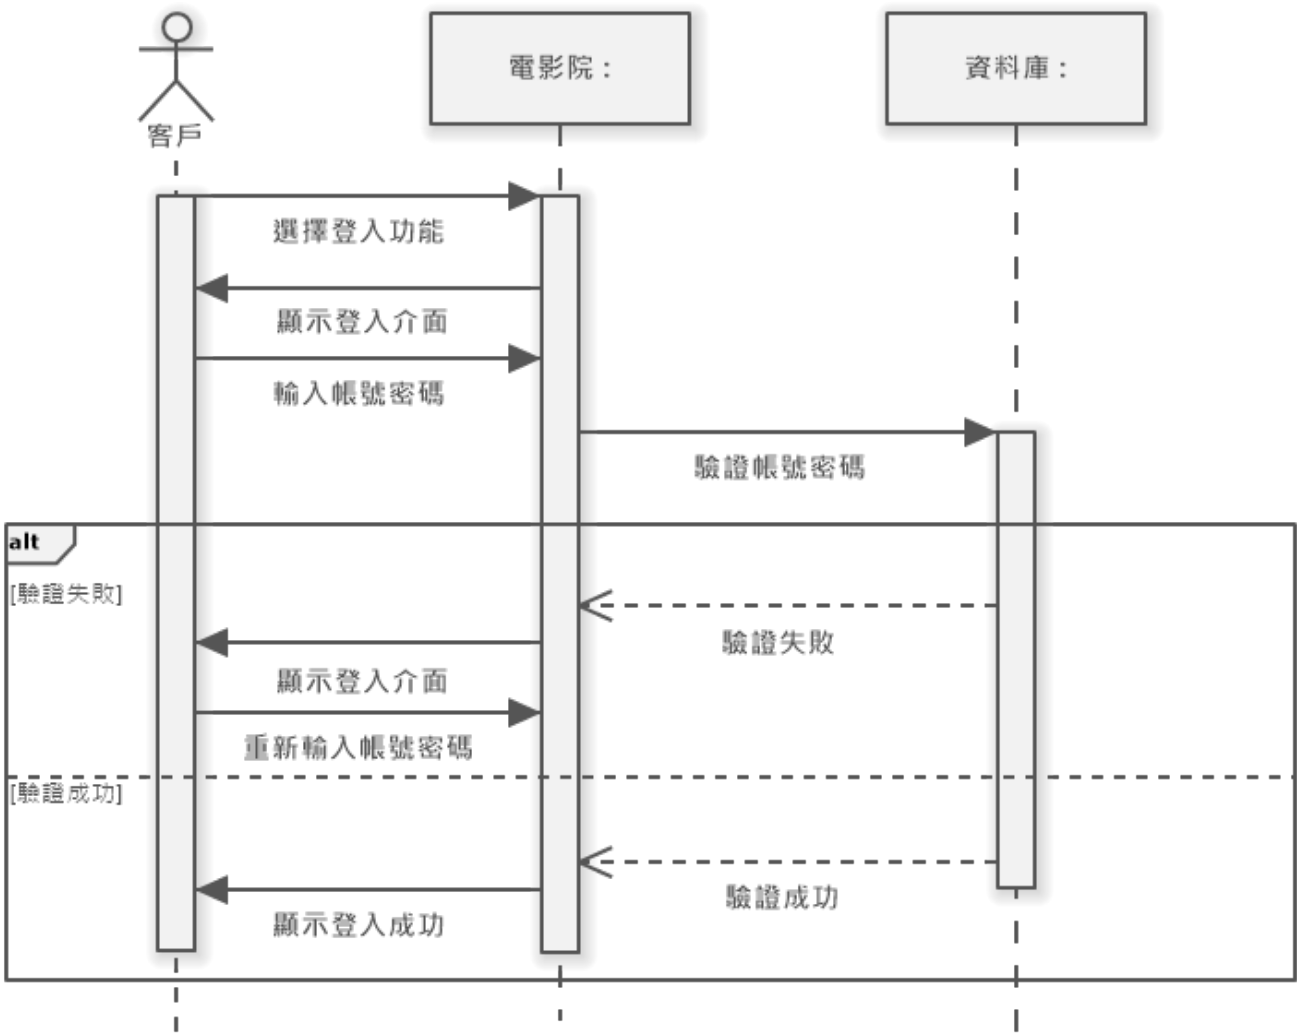 客戶
電影院：
資料庫：
選擇登入功能
顯示登入介面
輸入帳號密碼
驗證帳號密碼
alt
[驗證失敗]
驗證失敗
顯示登入介面
重新輸入帳號密碼
[驗證成功]
驗證成功
顯示登入成功